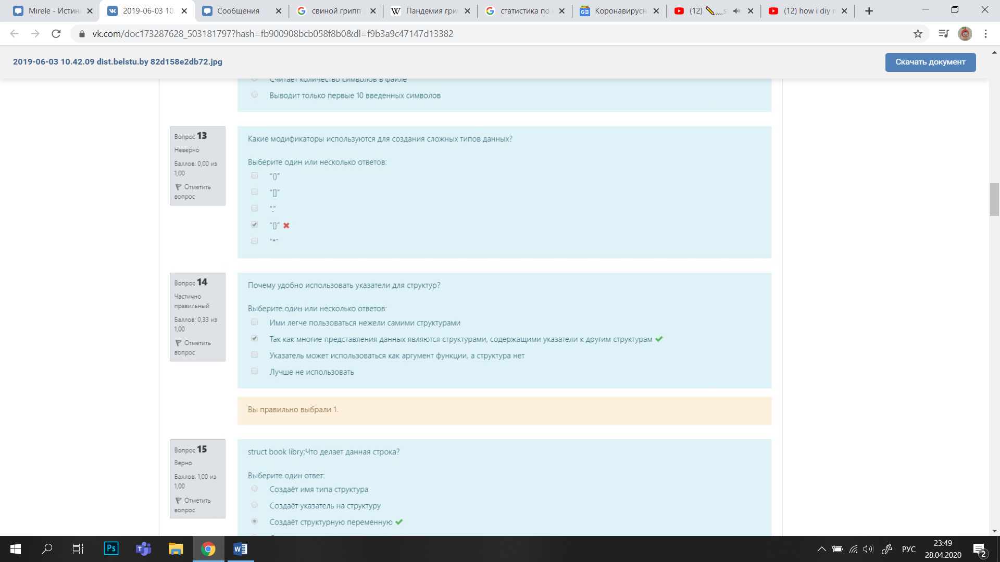 Mirele - Истин
2019-06-03 10.
Сообщения
свиной грипп
Пандемия гри
статистика по
Коронавирусн
(12)
(12) how i diy
vk.com/doc173287628_503181797?hash=fb900908bcb058f8b0&dl=f9b3a9c47147d13382
2019-06-03 10.42.09 dist.belstu.by 82d158e2db72.jpg
Скачать документ
Считает количество символов в файле
Выводит только первые 10 введенных символов
Вопрос 13
Неверно
Баллов: 0,00 из
1,00
Отметить
вопрос
Какие модификаторы используются для создания сложных типов данных?
Выберите один или несколько ответов:
“()”
“[]”
“.”
“{}”
“*”
Вопрос 14
Частично
правильный
Баллов: 0,33 из
1,00
Отметить
вопрос
Почему удобно использовать указатели для структур?
Выберите один или несколько ответов:
Ими легче пользоваться нежели самими структурами
Так как многие представления данных являются структурами, содержащими указатели к другим структурам
Указатель может использоваться как аргумент функции, а структура нет
Лучше не использовать
Вы правильно выбрали 1.
Вопрос 15
Верно
Баллов: 1,00 из
1,00
Отметить
вопрос
struct book libry;Что делает данная строка?
Выберите один ответ:
Создаёт имя типа структура
Создаёт указатель на структуру
Создаёт структурную переменную
Ps
РУС
23:49
28.04.2020
2